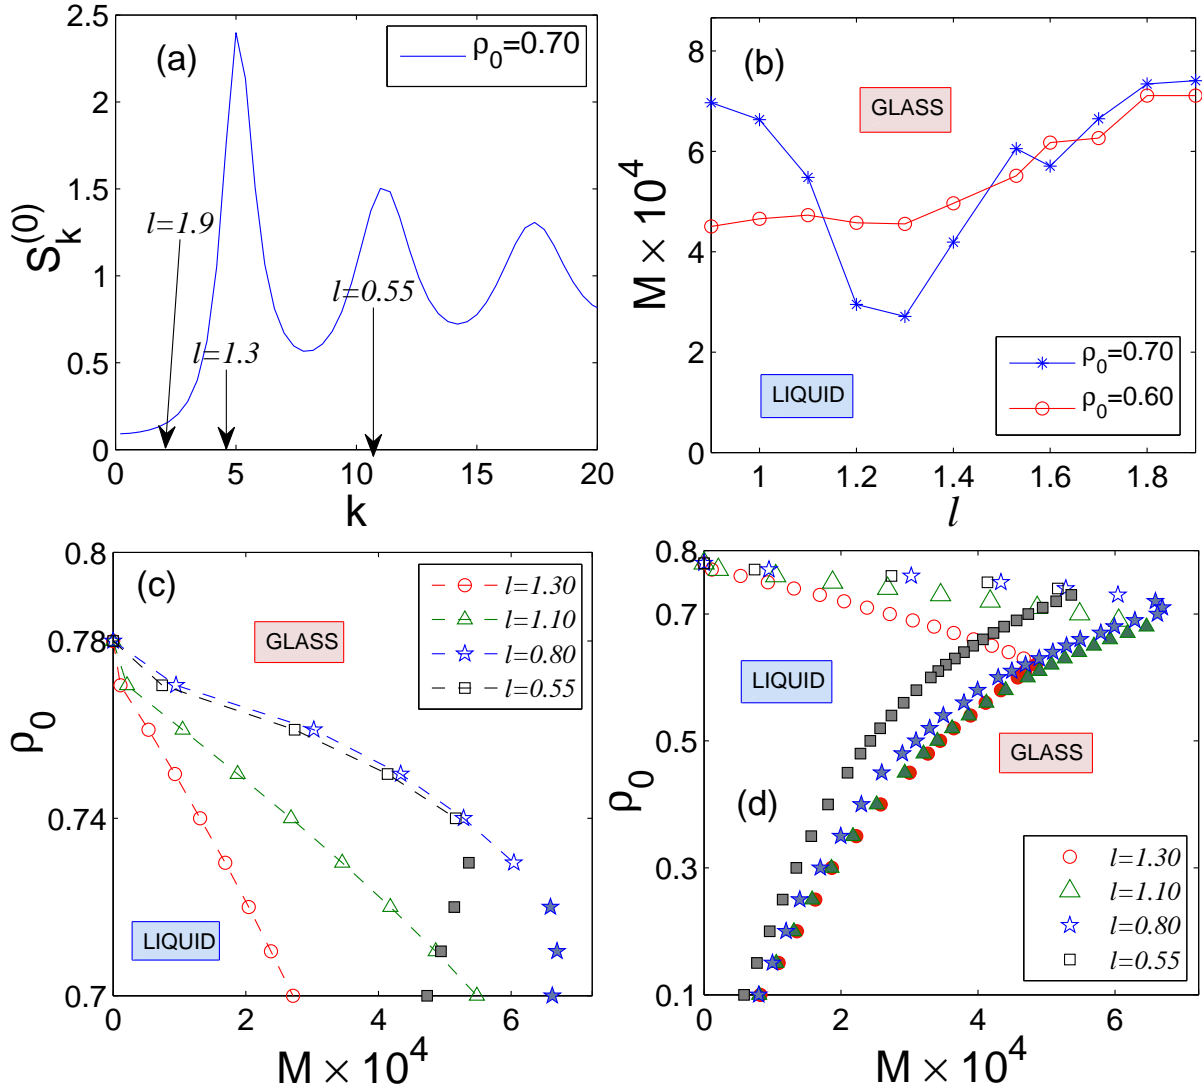 (a)
ρ0=0.70
2.5
2
1.5
1
0.5
0
S_k^(0)
l=1.9
l=1.3
l=0.55
0
5
10
15
20
k
(b)
GLASS
LIQUID
ρ0=0.70
ρ0=0.60
8
6
4
2
0
M × 10^4
1
1.2
1.4
1.6
1.8
l
(c)
GLASS
LIQUID
l=1.30
l=1.10
l=0.80
l=0.55
0.8
0.78
0.74
0.7
ρ0
0
2
4
6
M × 10^4
(d)
LIQUID
GLASS
l=1.30
l=1.10
l=0.80
l=0.55
0.8
0.7
0.5
0.3
0.1
ρ0
0
2
4
6
M × 10^4